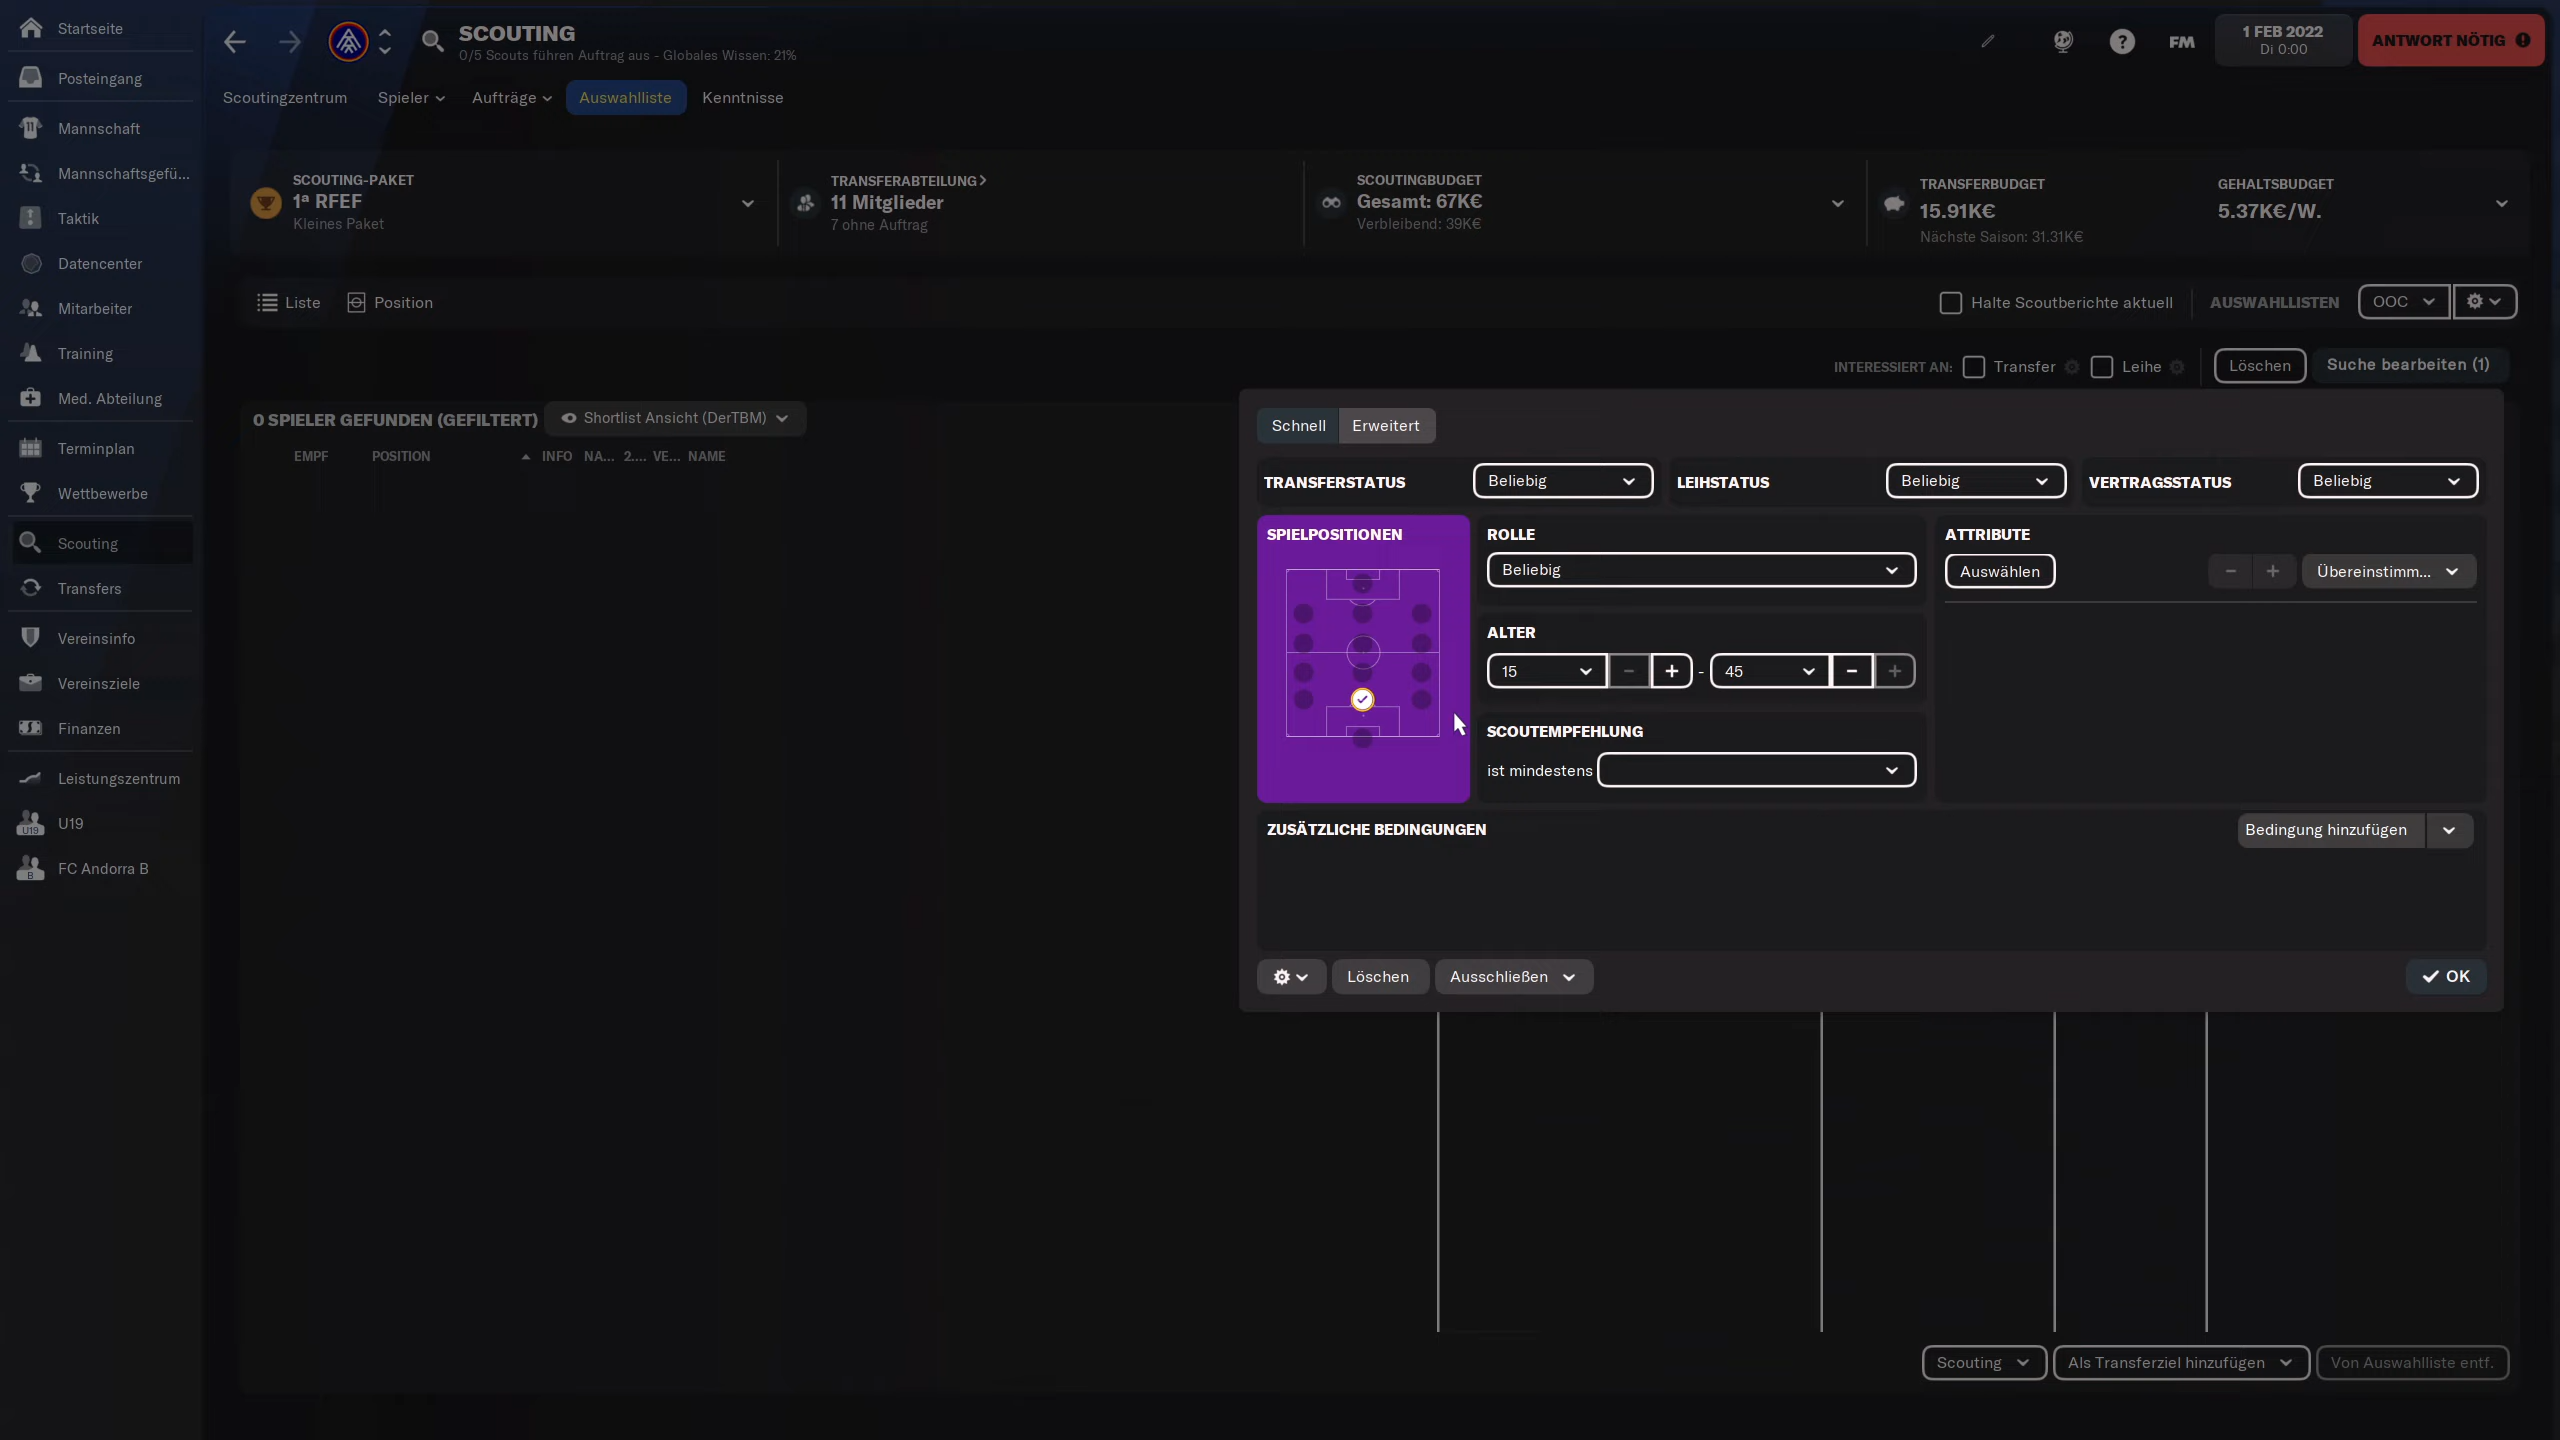 Startseite
Posteingang
Mannschaft
Mannschaftsgefü...
Taktik
Datencenter
Mitarbeiter
Training
Med. Abteilung
Terminplan
Wettbewerbe
Scouting
Transfers
Vereinsinfo
Vereinsziele
Finanzen
Leistungszentrum
U19
U19
B
FC Andorra B
SCOUTING
0/5 Scouts führen Auftrag aus - Globales Wissen: 21%
FM
1 FEB 2022
Di 0:00
ANTWORT NÖTIG
Scoutingzentrum Spieler Aufträge Auswahlliste Kenntnisse
SCOUTING-PAKET
1ª RFEF
Kleines Paket
TRANSFERABTEILUNG
11 Mitglieder
7 ohne Auftrag
SCOUTINGBUDGET
Gesamt: 67K€
Verbleibend: 39K€
TRANSFERBUDGET
15.91K€
Nächste Saison: 31.31K€
GEHALTSBUDGET
5.37K€/W.
Liste Position
Halte Scoutberichte aktuell AUSWAHLLISTEN OOC
INTERESSIERT AN: Transfer Leihe Löschen Suche bearbeiten (1)
0 SPIELER GEFUNDEN (GEFILTERT) Shortlist Ansicht (DerTBM)
EMPF POSITION INFO NA... 2.... VE... NAME
Schnell Erweitert
TRANSFERSTATUS Beliebig LEIHSTATUS Beliebig VERTRAGSSTATUS Beliebig
SPIELPOSITIONEN
ROLLE
Beliebig
ALTER
15 - + - 45 - +
SCOUTEMPFEHLUNG
ist mindestens
ATTRIBUTE
Auswählen - + Übereinstimm...
ZUSÄTZLICHE BEDINGUNGEN Bedingung hinzufügen
Löschen Ausschließen OK
Scouting Als Transferziel hinzufügen Von Auswahlliste entf.